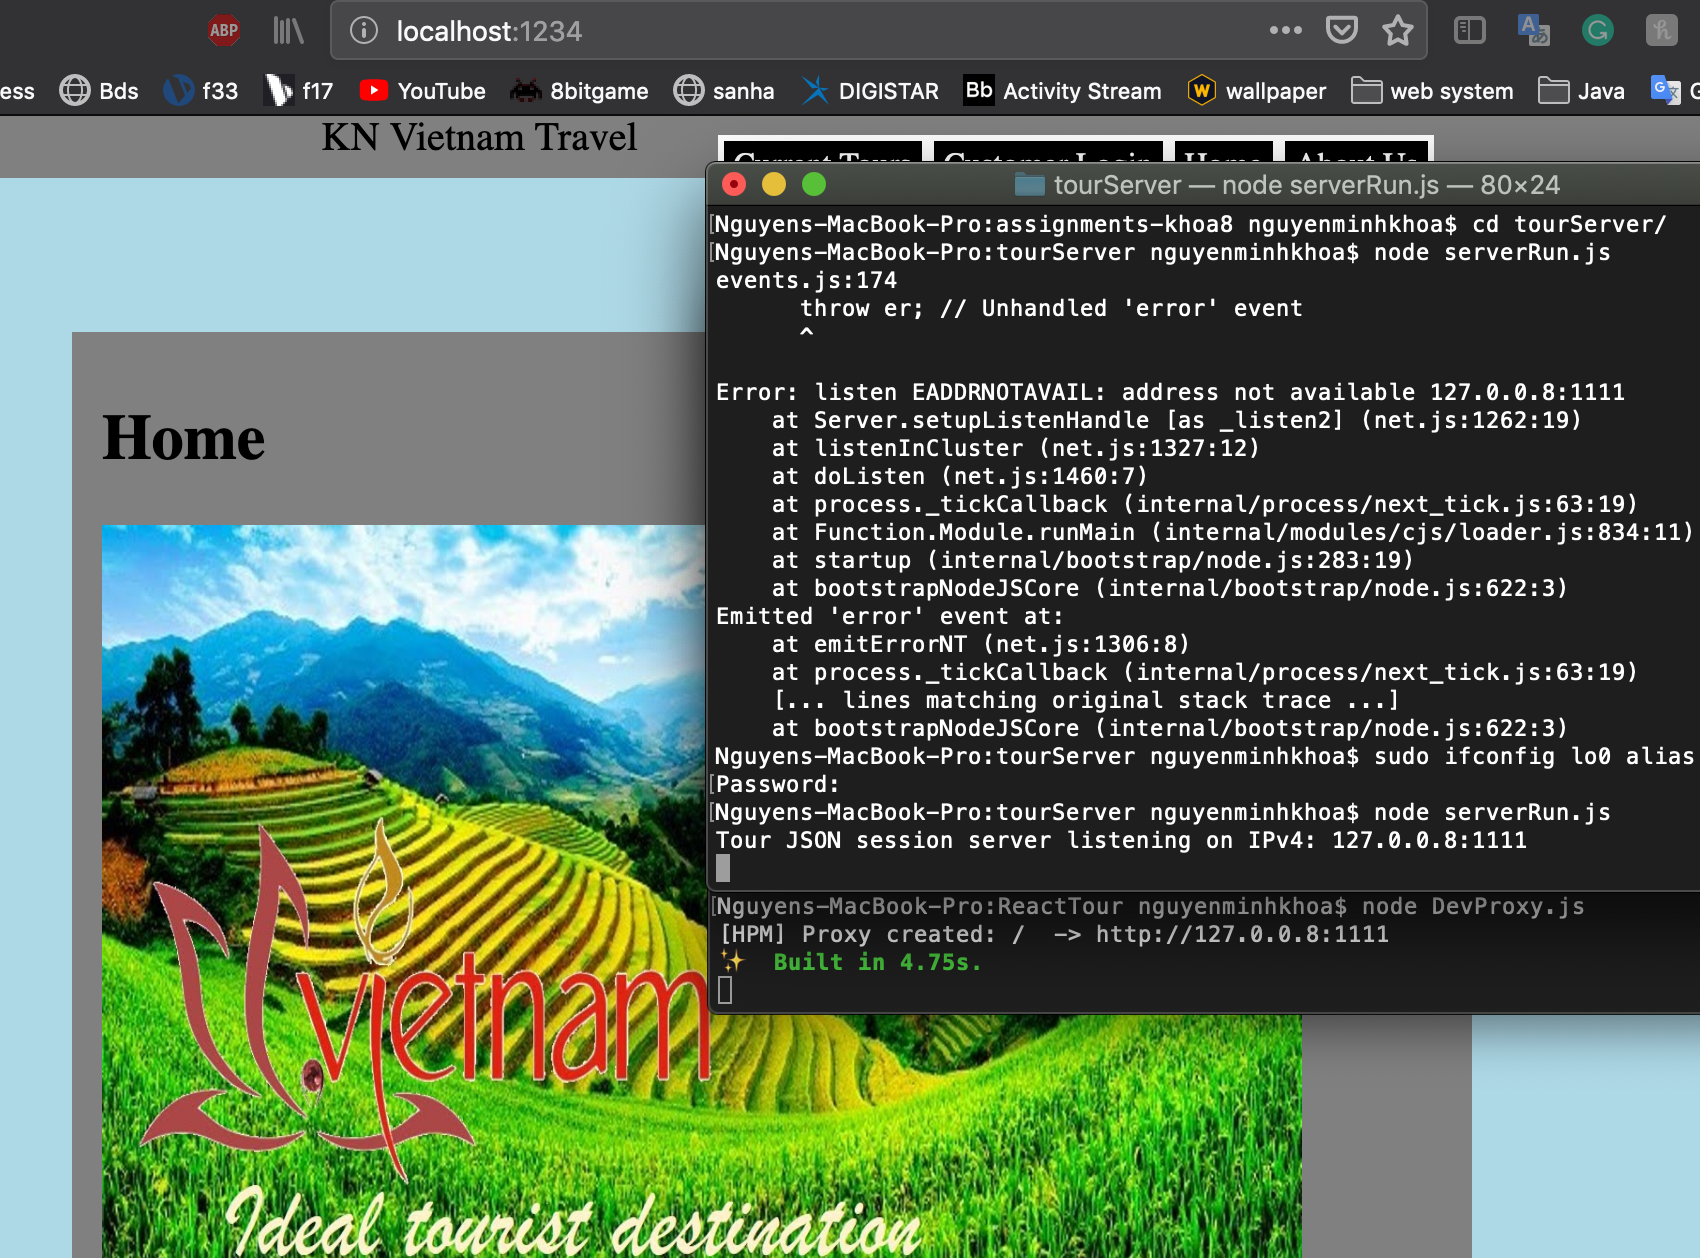 ABP
localhost:1234
ess Bds f33 f17 YouTube 8bitgame sanha DIGISTAR Bb Activity Stream W wallpaper web system Java G
KN Vietnam Travel
Current Tours Customer Login Home About Us
tourServer — node serverRun.js — 80×24
[Nguyens-MacBook-Pro:assignments-khoa8 nguyenminhkhoa$ cd tourServer/
[Nguyens-MacBook-Pro:tourServer nguyenminhkhoa$ node serverRun.js
events.js:174
throw er; // Unhandled 'error' event
^
Error: listen EADDRNOTAVAIL: address not available 127.0.0.8:1111
at Server.setupListenHandle [as _listen2] (net.js:1262:19)
at listenInCluster (net.js:1327:12)
at doListen (net.js:1460:7)
at process._tickCallback (internal/process/next_tick.js:63:19)
at Function.Module.runMain (internal/modules/cjs/loader.js:834:11)
at startup (internal/bootstrap/node.js:283:19)
at bootstrapNodeJSCore (internal/bootstrap/node.js:622:3)
Emitted 'error' event at:
at emitErrorNT (net.js:1306:8)
at process._tickCallback (internal/process/next_tick.js:63:19)
[... lines matching original stack trace ...]
at bootstrapNodeJSCore (internal/bootstrap/node.js:622:3)
Nguyens-MacBook-Pro:tourServer nguyenminhkhoa$ sudo ifconfig lo0 alias
[Password:
[Nguyens-MacBook-Pro:tourServer nguyenminhkhoa$ node serverRun.js
Tour JSON session server listening on IPv4: 127.0.0.8:1111
[Nguyens-MacBook-Pro:ReactTour nguyenminhkhoa$ node DevProxy.js
[HPM] Proxy created: /  -> http://127.0.0.8:1111
✨ Built in 4.75s.
Home
vietnam
Ideal tourist destination